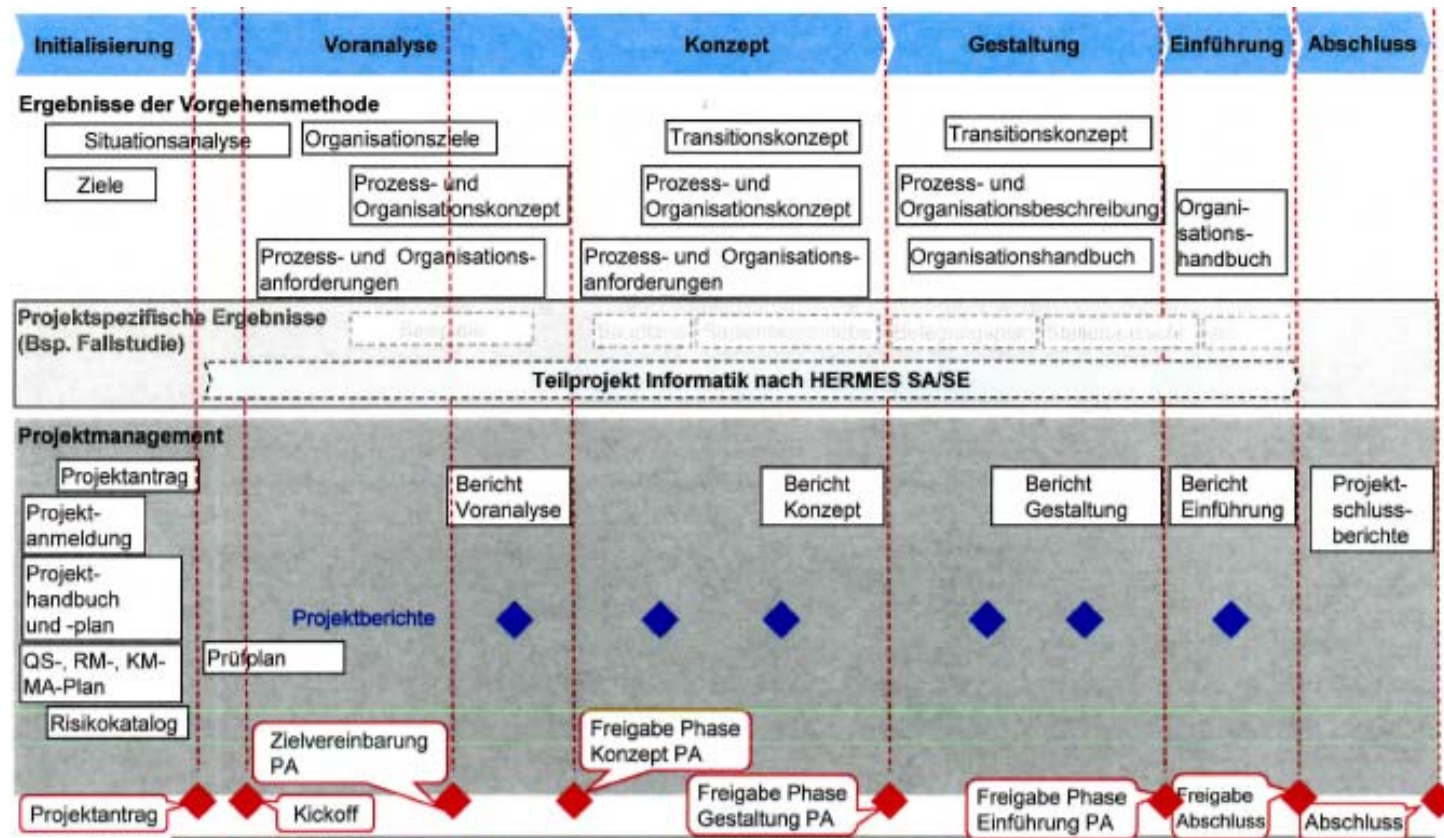 Initialisierung
Voranalyse
Konzept
Gestaltung
Einführung
Abschluss
Ergebnisse der Vorgehensmethode
Situationsanalyse
Organisationsziele
Transitionskonzept
Transitionskonzept
Ziele
Prozess- und
Organisationskonzept
Prozess- und
Organisationskonzept
Prozess- und
Organisationsbeschreibung
Organi-
sations-
handbuch
Prozess- und Organisations-
anforderungen
Prozess- und Organisations-
anforderungen
Organisationshandbuch
Projektspezifische Ergebnisse
(Bsp. Fallstudie)
Teilprojekt Informatik nach HERMES SA/SE
Projektmanagement
Projektantrag
Bericht
Voranalyse
Bericht
Konzept
Bericht
Gestaltung
Bericht
Einführung
Projekt-
schluss-
berichte
Projekt-
anmeldung
Projekt-
handbuch
und -plan
Projektberichte
Prüfplan
QS-, RM-, KM-
MA-Plan
Risikokatalog
Zielvereinbarung
PA
Freigabe Phase
Konzept PA
Projektantrag
Kickoff
Freigabe Phase
Gestaltung PA
Freigabe Phase
Einführung PA
Freigabe
Abschluss
Abschluss